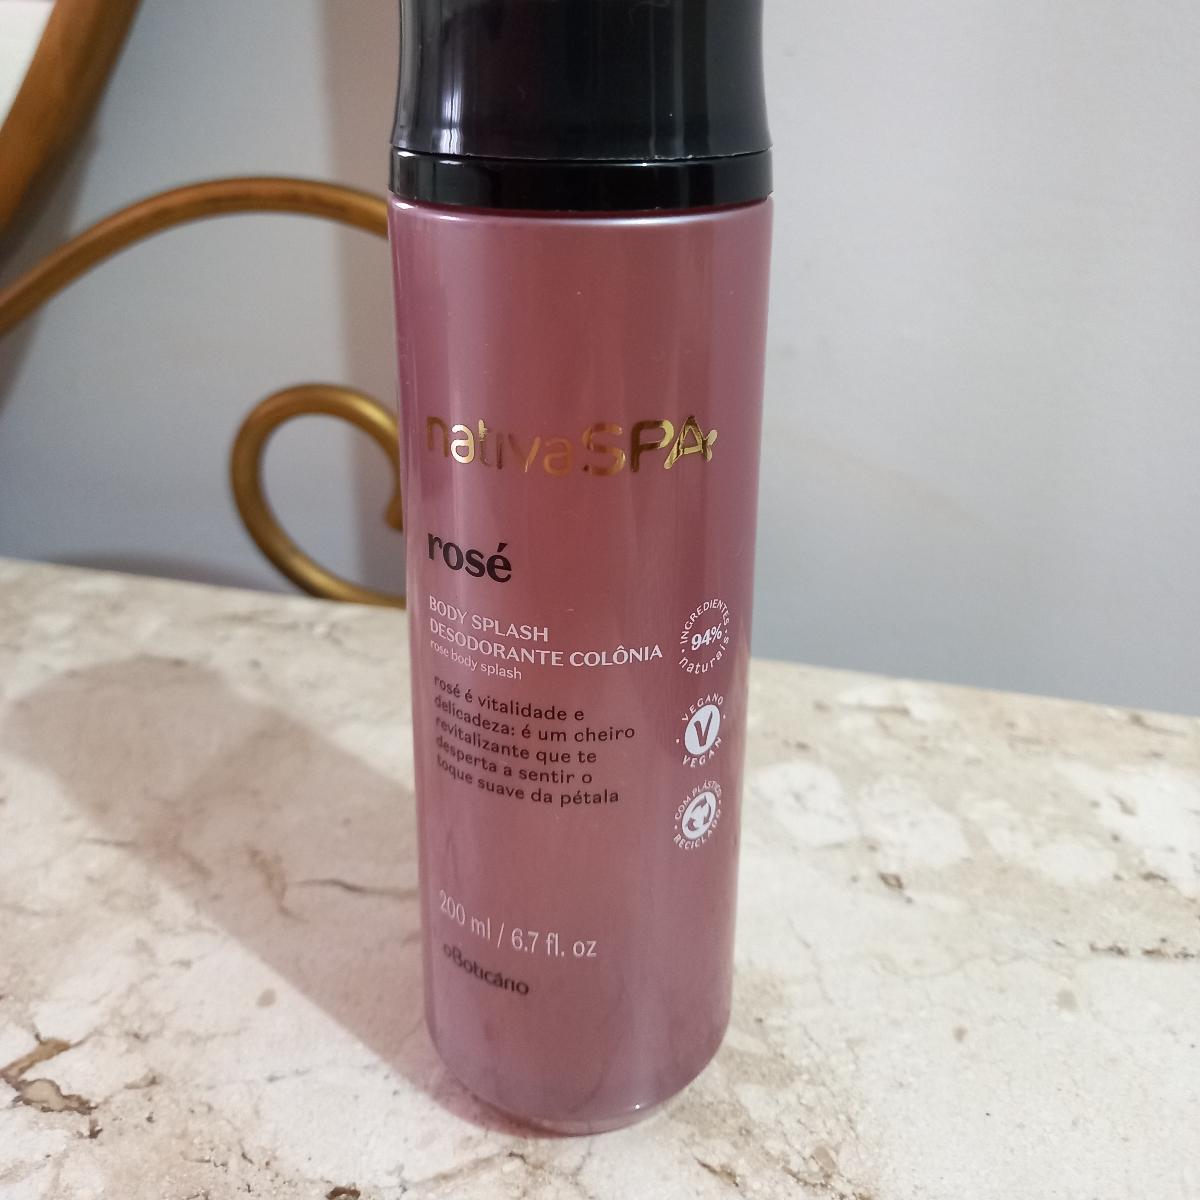 nativaSPA
rosé
BODY SPLASH
DESODORANTE COLÔNIA
rose body splash
rosé é vitalidade e
delicadeza: é um cheiro
revitalizante que te
desperta a sentir o
toque suave da pétala
INGREDIENTES
94%
naturais
VEGANO
V
VEGAN
COM PLÁSTICO
RECICLADO
200 ml / 6.7 fl. oz
oBoticário